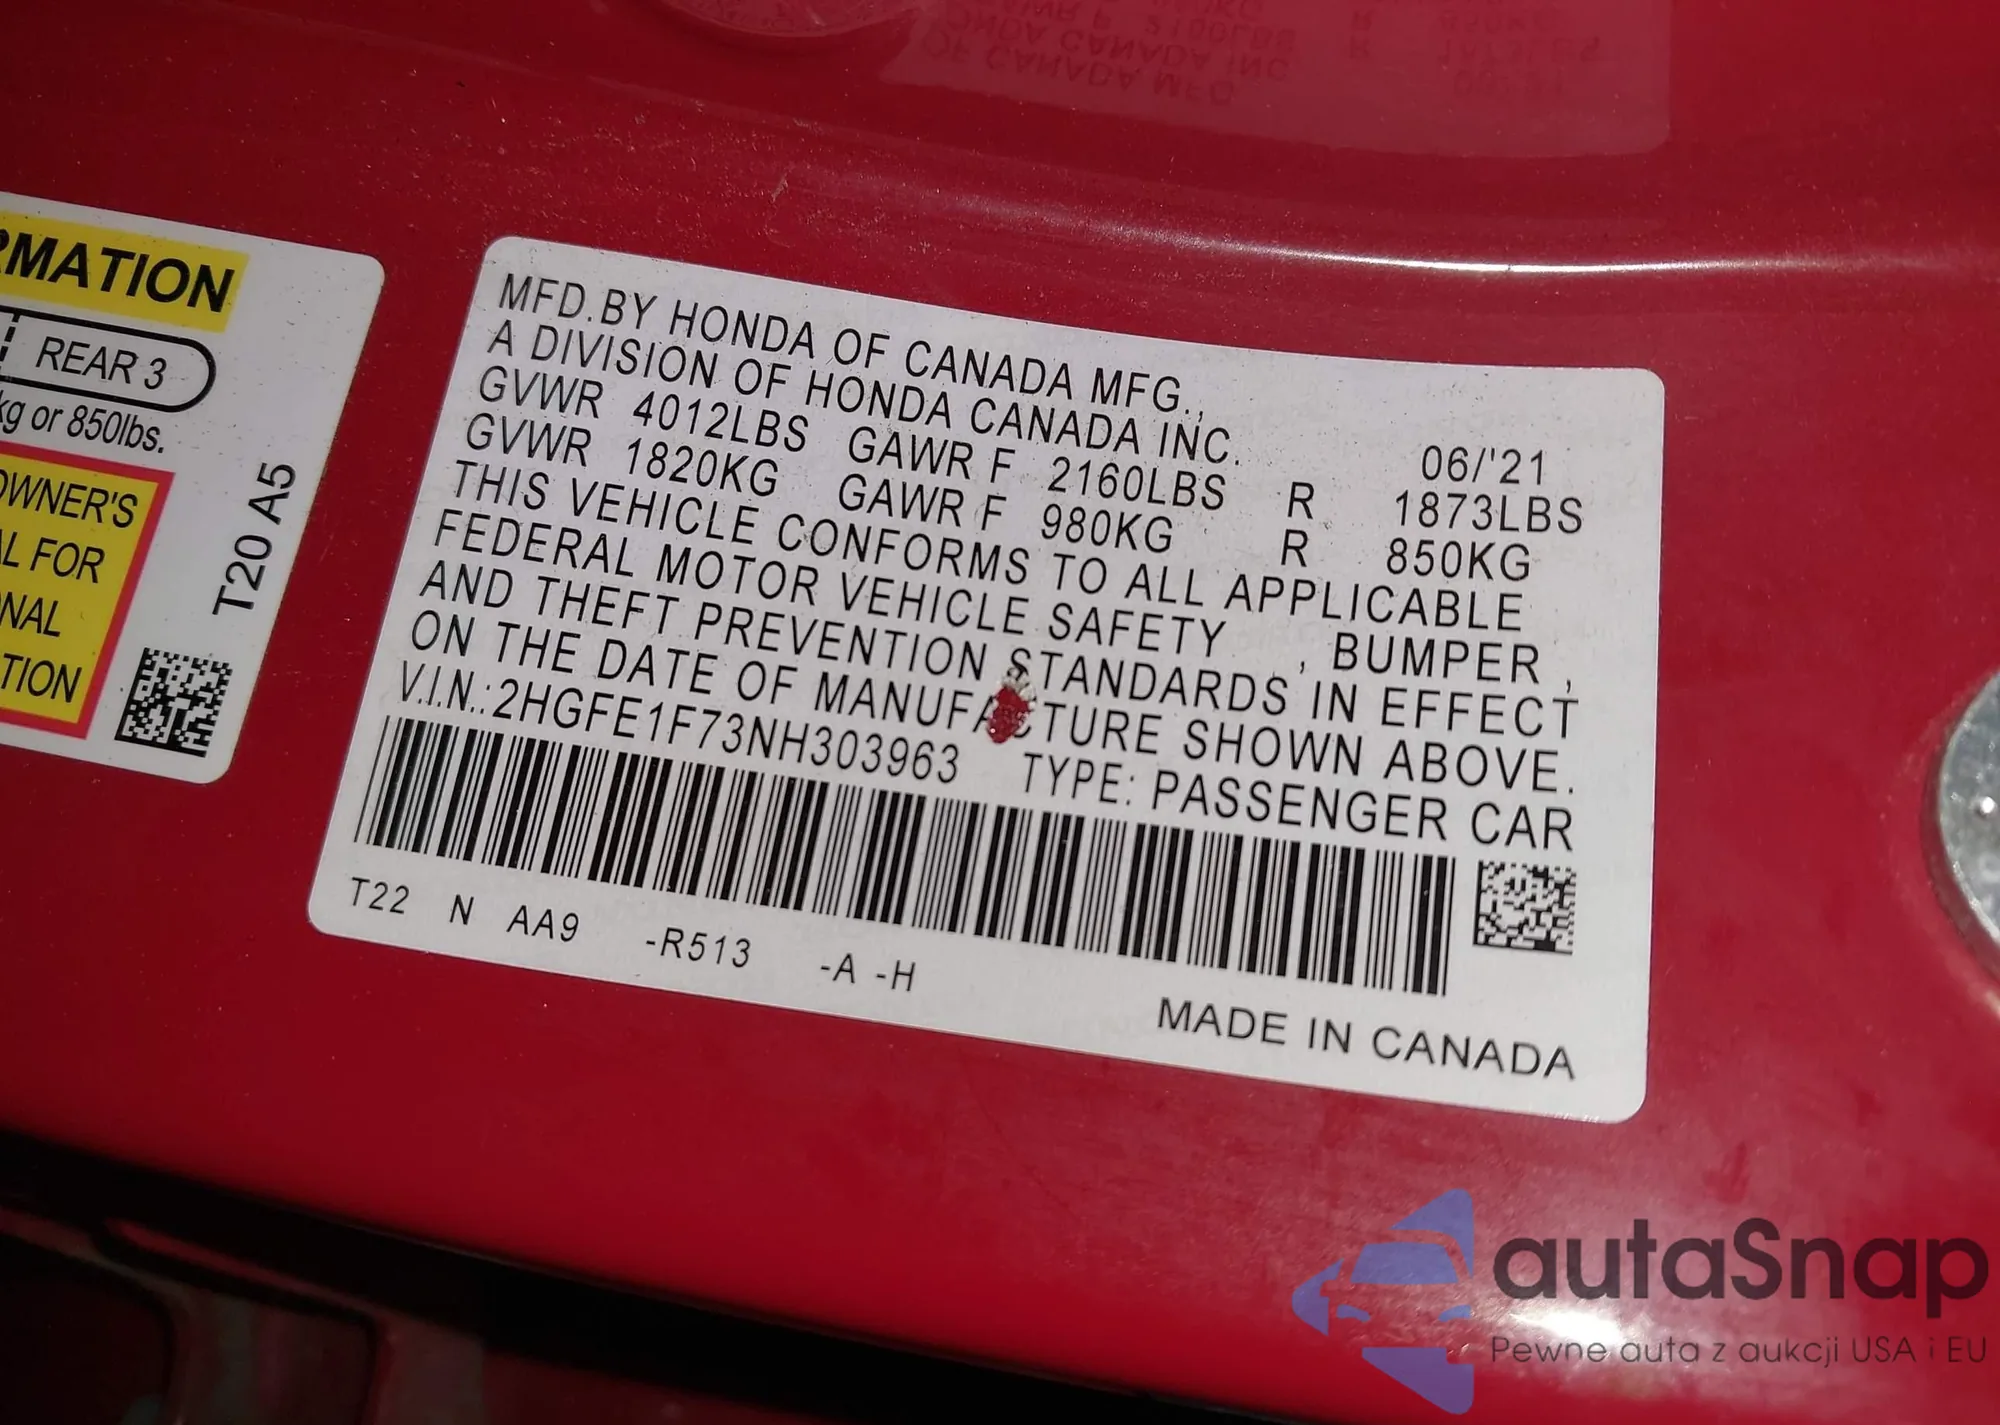 RMATION
REAR 3
kg or 850lbs.
OWNER'S
AL FOR
ONAL
TION
T20 A5
MFD.BY HONDA OF CANADA MFG.,
A DIVISION OF HONDA CANADA INC. 06/'21
GVWR 4012LBS GAWR F 2160LBS R 1873LBS
GVWR 1820KG GAWR F 980KG R 850KG
THIS VEHICLE CONFORMS TO ALL APPLICABLE
FEDERAL MOTOR VEHICLE SAFETY , BUMPER ,
AND THEFT PREVENTION STANDARDS IN EFFECT
ON THE DATE OF MANUFACTURE SHOWN ABOVE.
V.I.N.:2HGFE1F73NH303963 TYPE: PASSENGER CAR
T22 N AA9 -R513 -A -H
MADE IN CANADA
autaSnap
Pewne auta z aukcji USA i EU